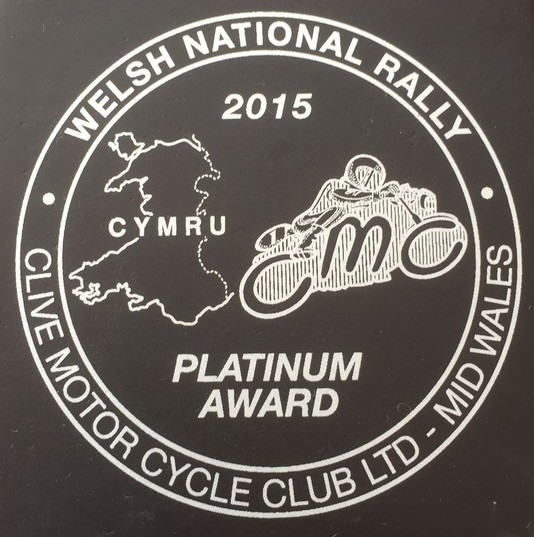 WELSH NATIONAL RALLY
2015
CYMRU
CMC
PLATINUM
AWARD
CLIVE MOTOR CYCLE CLUB LTD - MID WALES